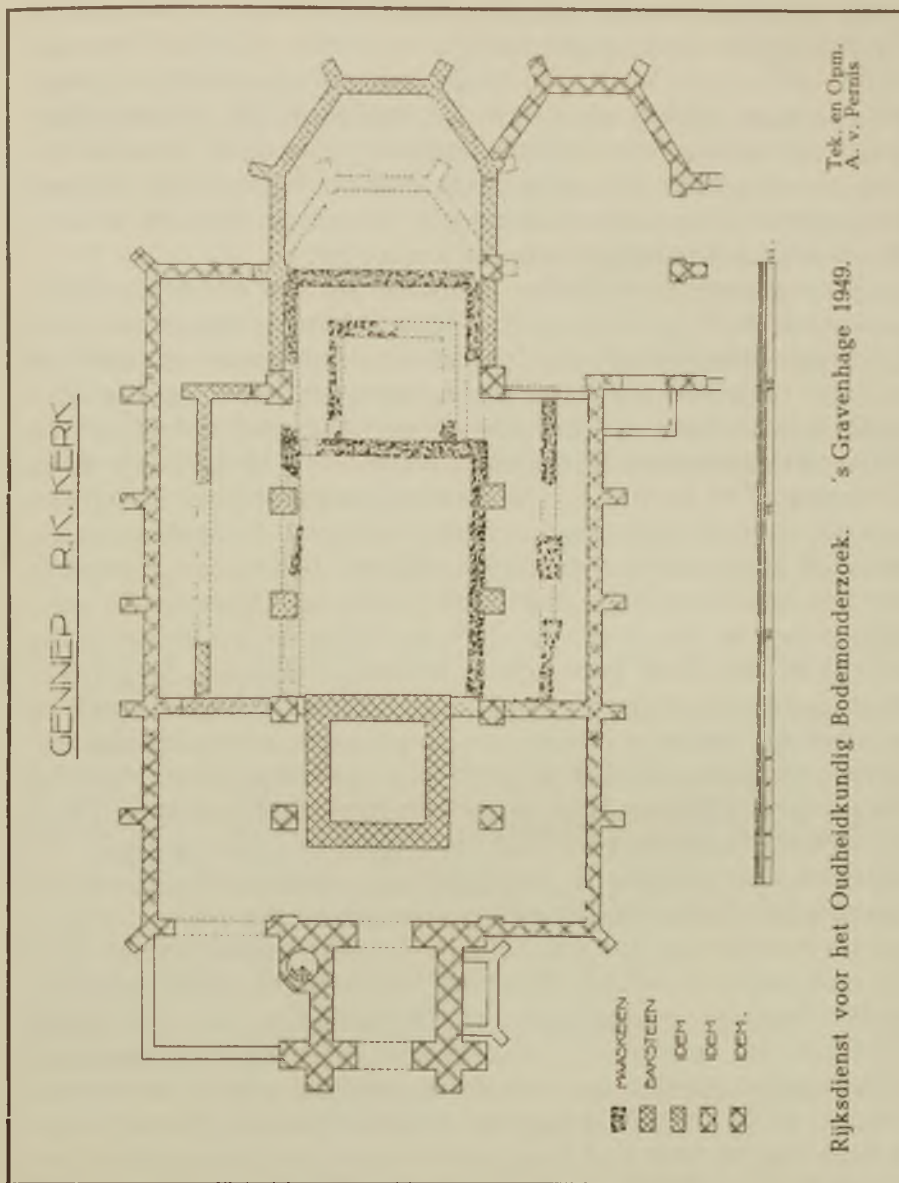 GENNEP R.K. KERK
MAASKEIEN
BAKSTEEN
IDEM
IDEM
IDEM.
Rijksdienst voor het Oudheidkundig Bodemonderzoek. 's Gravenhage 1949.
Tek. en Opm.
A. v. Pernis